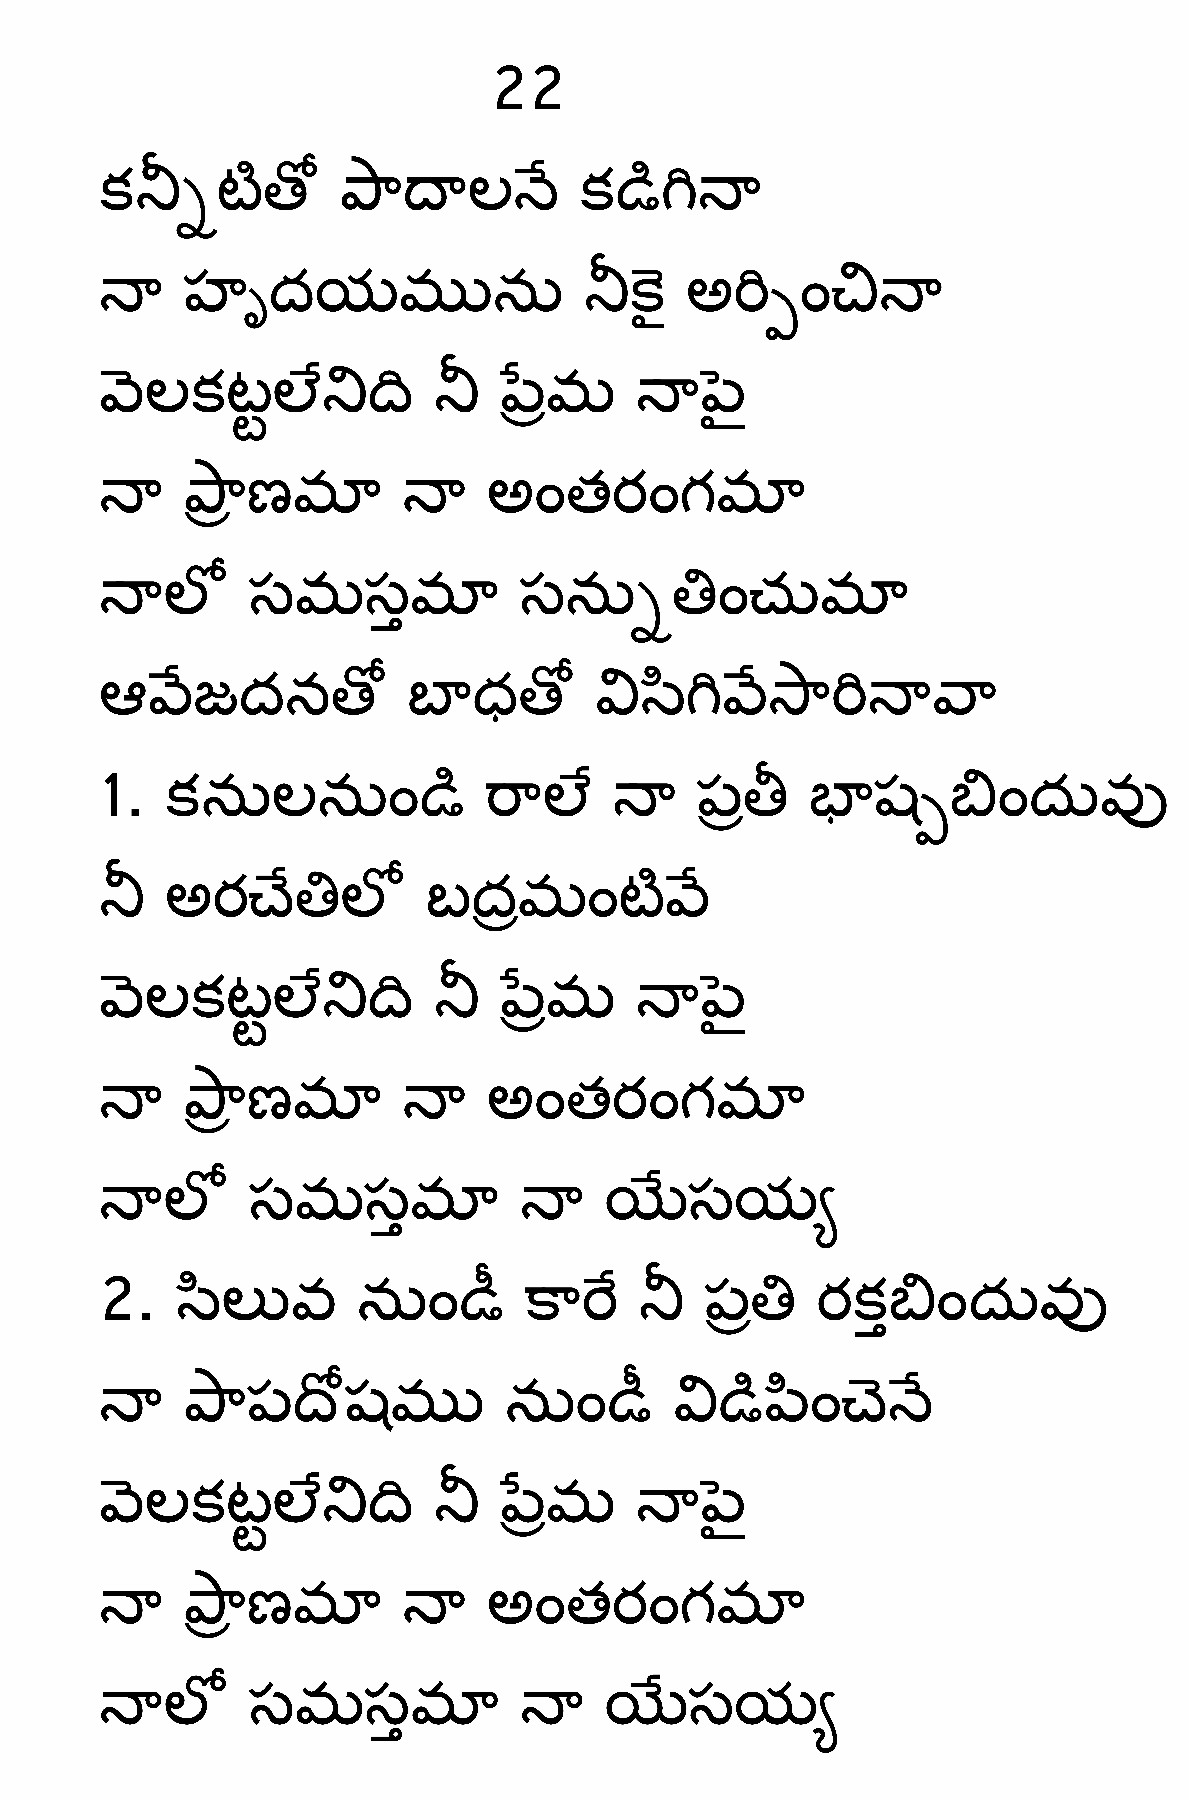 22
కన్నీటితో పాదాలనే కడిగినా
నా హృదయమును నీకై అర్పించినా
వెలకట్టలేనిది నీ ప్రేమ నాపై
నా ప్రాణమా నా అంతరంగమా
నాలో సమస్తమా సన్నుతించుమా
ఆవేజదనతో బాధతో విసిగివేసారినావా
1. కనులనుండి రాలే నా ప్రతీ భాష్పబిందువు
నీ అరచేతిలో బద్రమంటివే
వెలకట్టలేనిది నీ ప్రేమ నాపై
నా ప్రాణమా నా అంతరంగమా
నాలో సమస్తమా నా యేసయ్య
2. సిలువ నుండీ కారే నీ ప్రతి రక్తబిందువు
నా పాపదోషము నుండీ విడిపించెనే
వెలకట్టలేనిది నీ ప్రేమ నాపై
నా ప్రాణమా నా అంతరంగమా
నాలో సమస్తమా నా యేసయ్య